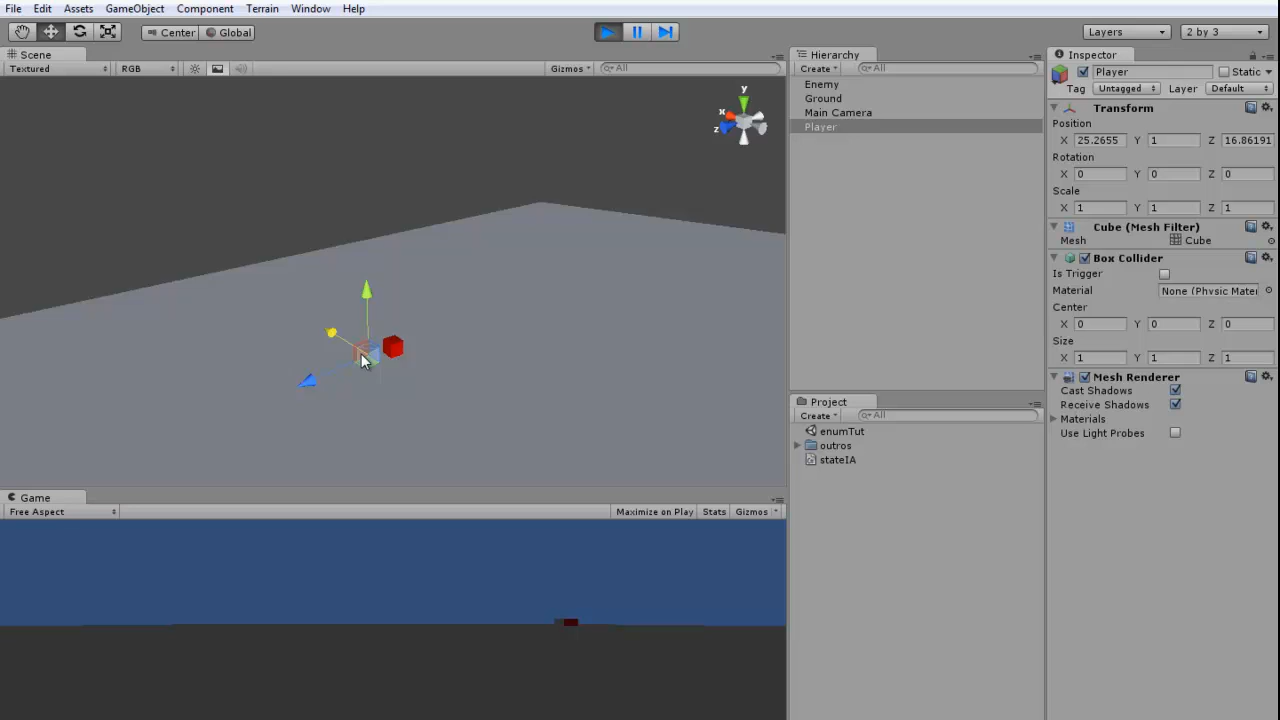 File Edit Assets GameObject Component Terrain Window Help
Center Global Layers 2 by 3
Scene
Textured RGB Gizmos All
y
x
z
Hierarchy
Create All
Enemy
Ground
Main Camera
Player
Project
Create All
enumTut
outros
stateIA
Inspector
Player Static
Tag Untagged Layer Default
Transform
Position
X 25.2655 Y 1 Z 16.86191
Rotation
X 0 Y 0 Z 0
Scale
X 1 Y 1 Z 1
Cube (Mesh Filter)
Mesh Cube
Box Collider
Is Trigger
Material None (Physic Mater
Center
X 0 Y 0 Z 0
Size
X 1 Y 1 Z 1
Mesh Renderer
Cast Shadows
Receive Shadows
Materials
Use Light Probes
Game
Free Aspect Maximize on Play Stats Gizmos